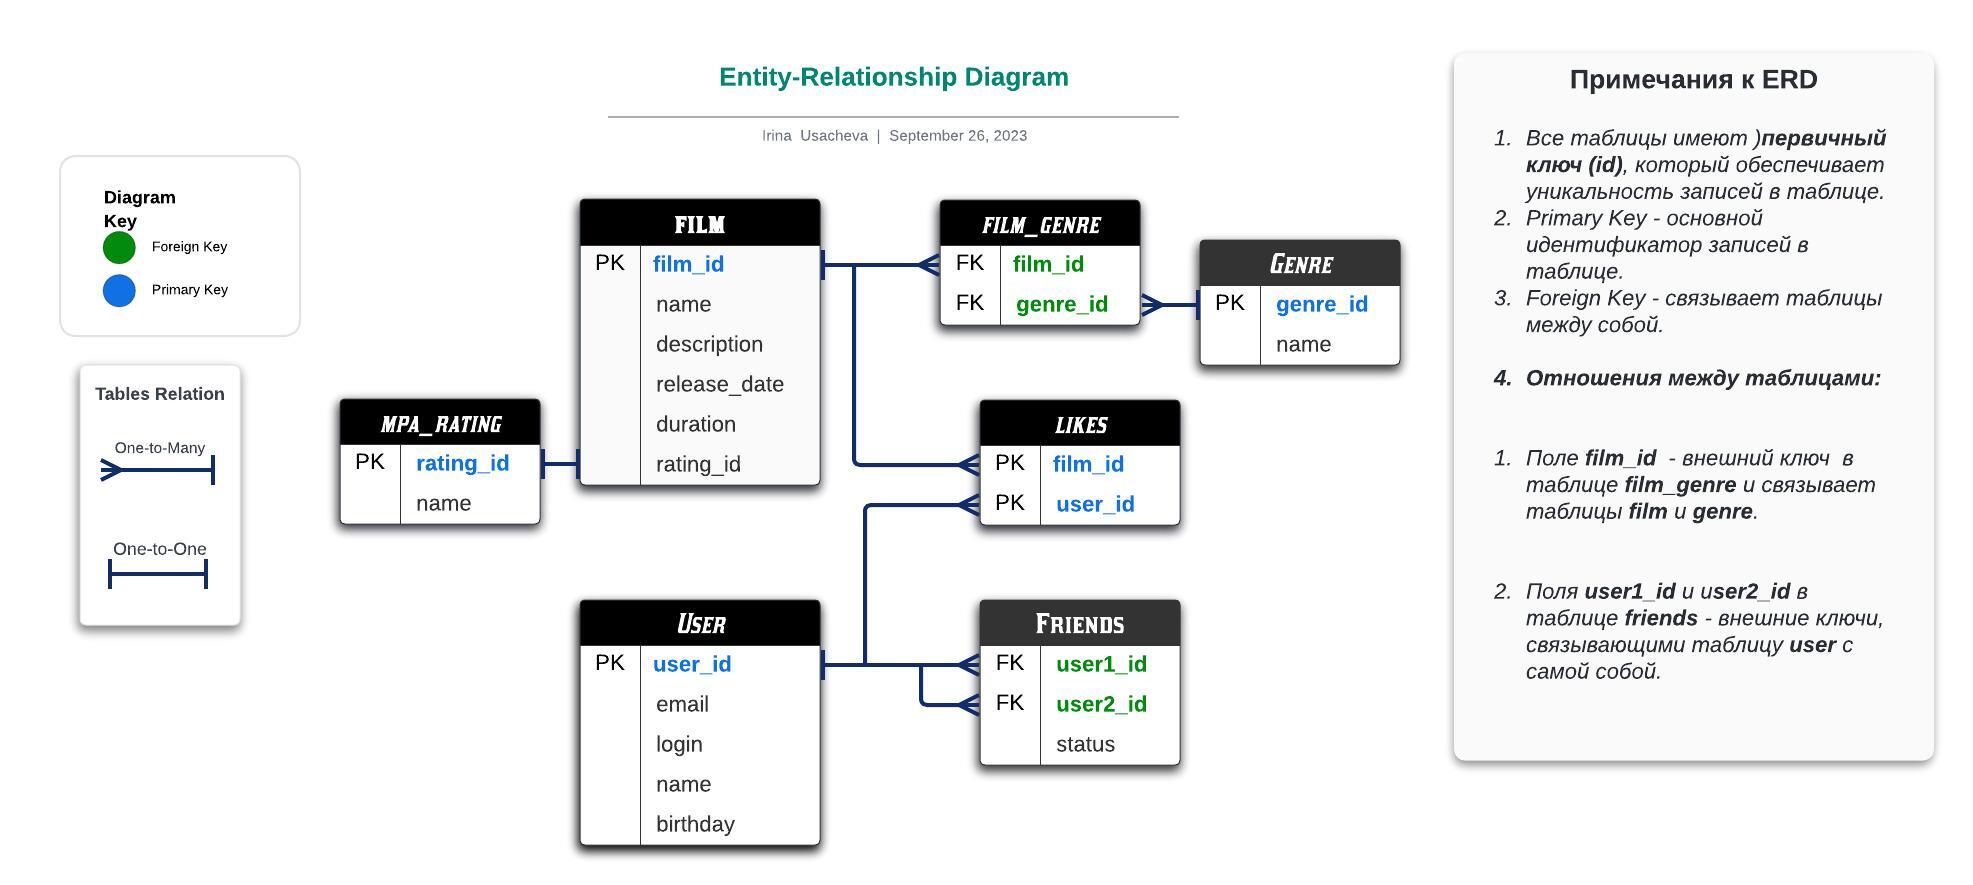 Entity-Relationship Diagram
Irina Usacheva | September 26, 2023
Diagram
Key
Foreign Key
Primary Key
Tables Relation
One-to-Many
One-to-One
MPA_RATING
PK rating_id
name
FILM
PK film_id
name
description
release_date
duration
rating_id
FILM_GENRE
FK film_id
FK genre_id
GENRE
PK genre_id
name
LIKES
PK film_id
PK user_id
USER
PK user_id
email
login
name
birthday
FRIENDS
FK user1_id
FK user2_id
status
Примечания к ERD
1. Все таблицы имеют )первичный
ключ (id), который обеспечивает
уникальность записей в таблице.
2. Primary Key - основной
идентификатор записей в
таблице.
3. Foreign Key - связывает таблицы
между собой.
4. Отношения между таблицами:
1. Поле film_id - внешний ключ в
таблице film_genre и связывает
таблицы film и genre.
2. Поля user1_id и user2_id в
таблице friends - внешние ключи,
связывающими таблицу user с
самой собой.